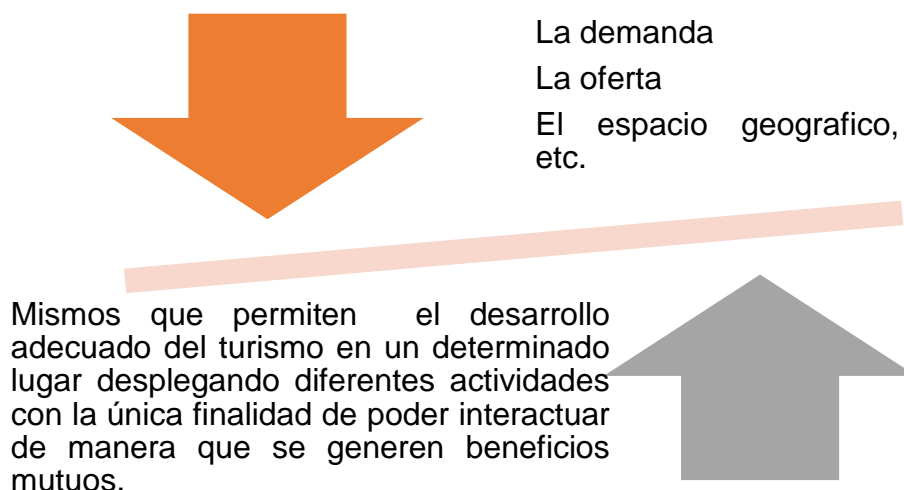 La demanda
La oferta
El espacio geografico,
etc.
Mismos que permiten el desarrollo
adecuado del turismo en un determinado
lugar desplegando diferentes actividades
con la única finalidad de poder interactuar
de manera que se generen beneficios
mutuos.